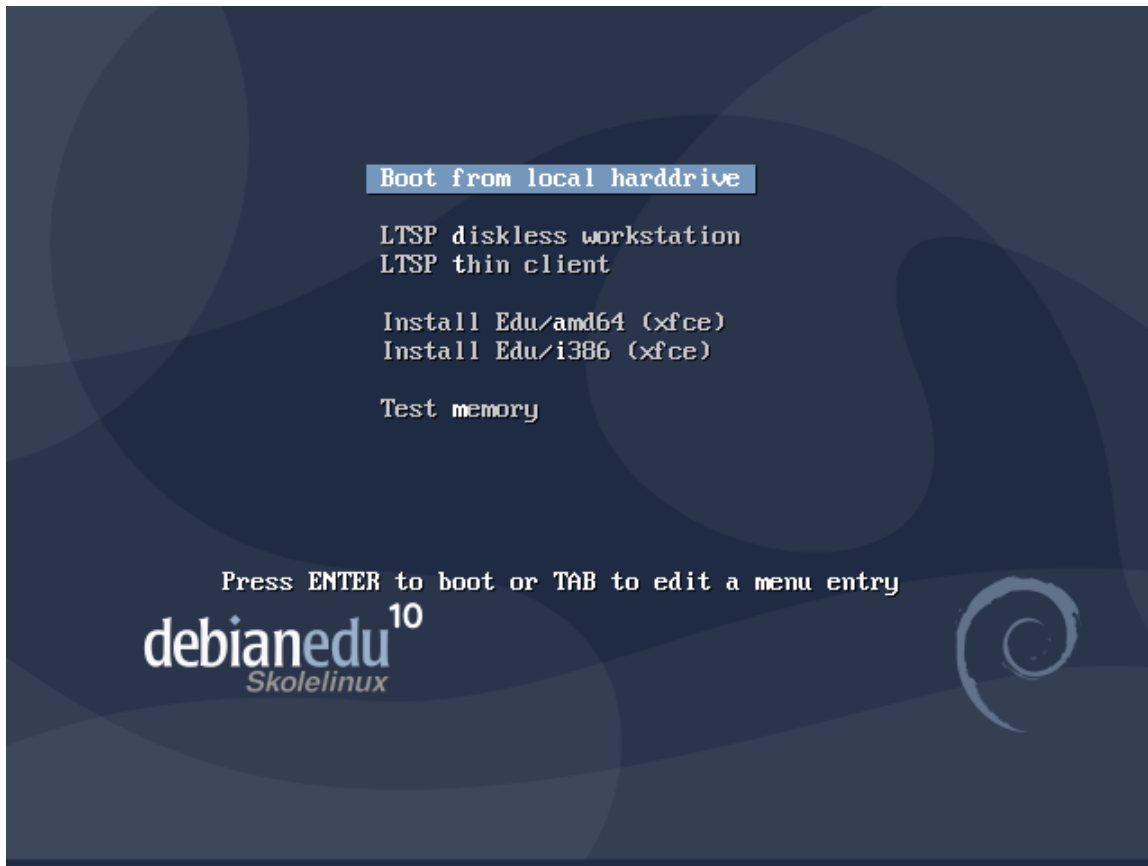 Boot from local harddrive
LTSP diskless workstation
LTSP thin client
Install Edu/amd64 (xfce)
Install Edu/i386 (xfce)
Test memory
Press ENTER to boot or TAB to edit a menu entry
debianedu 10
Skolelinux